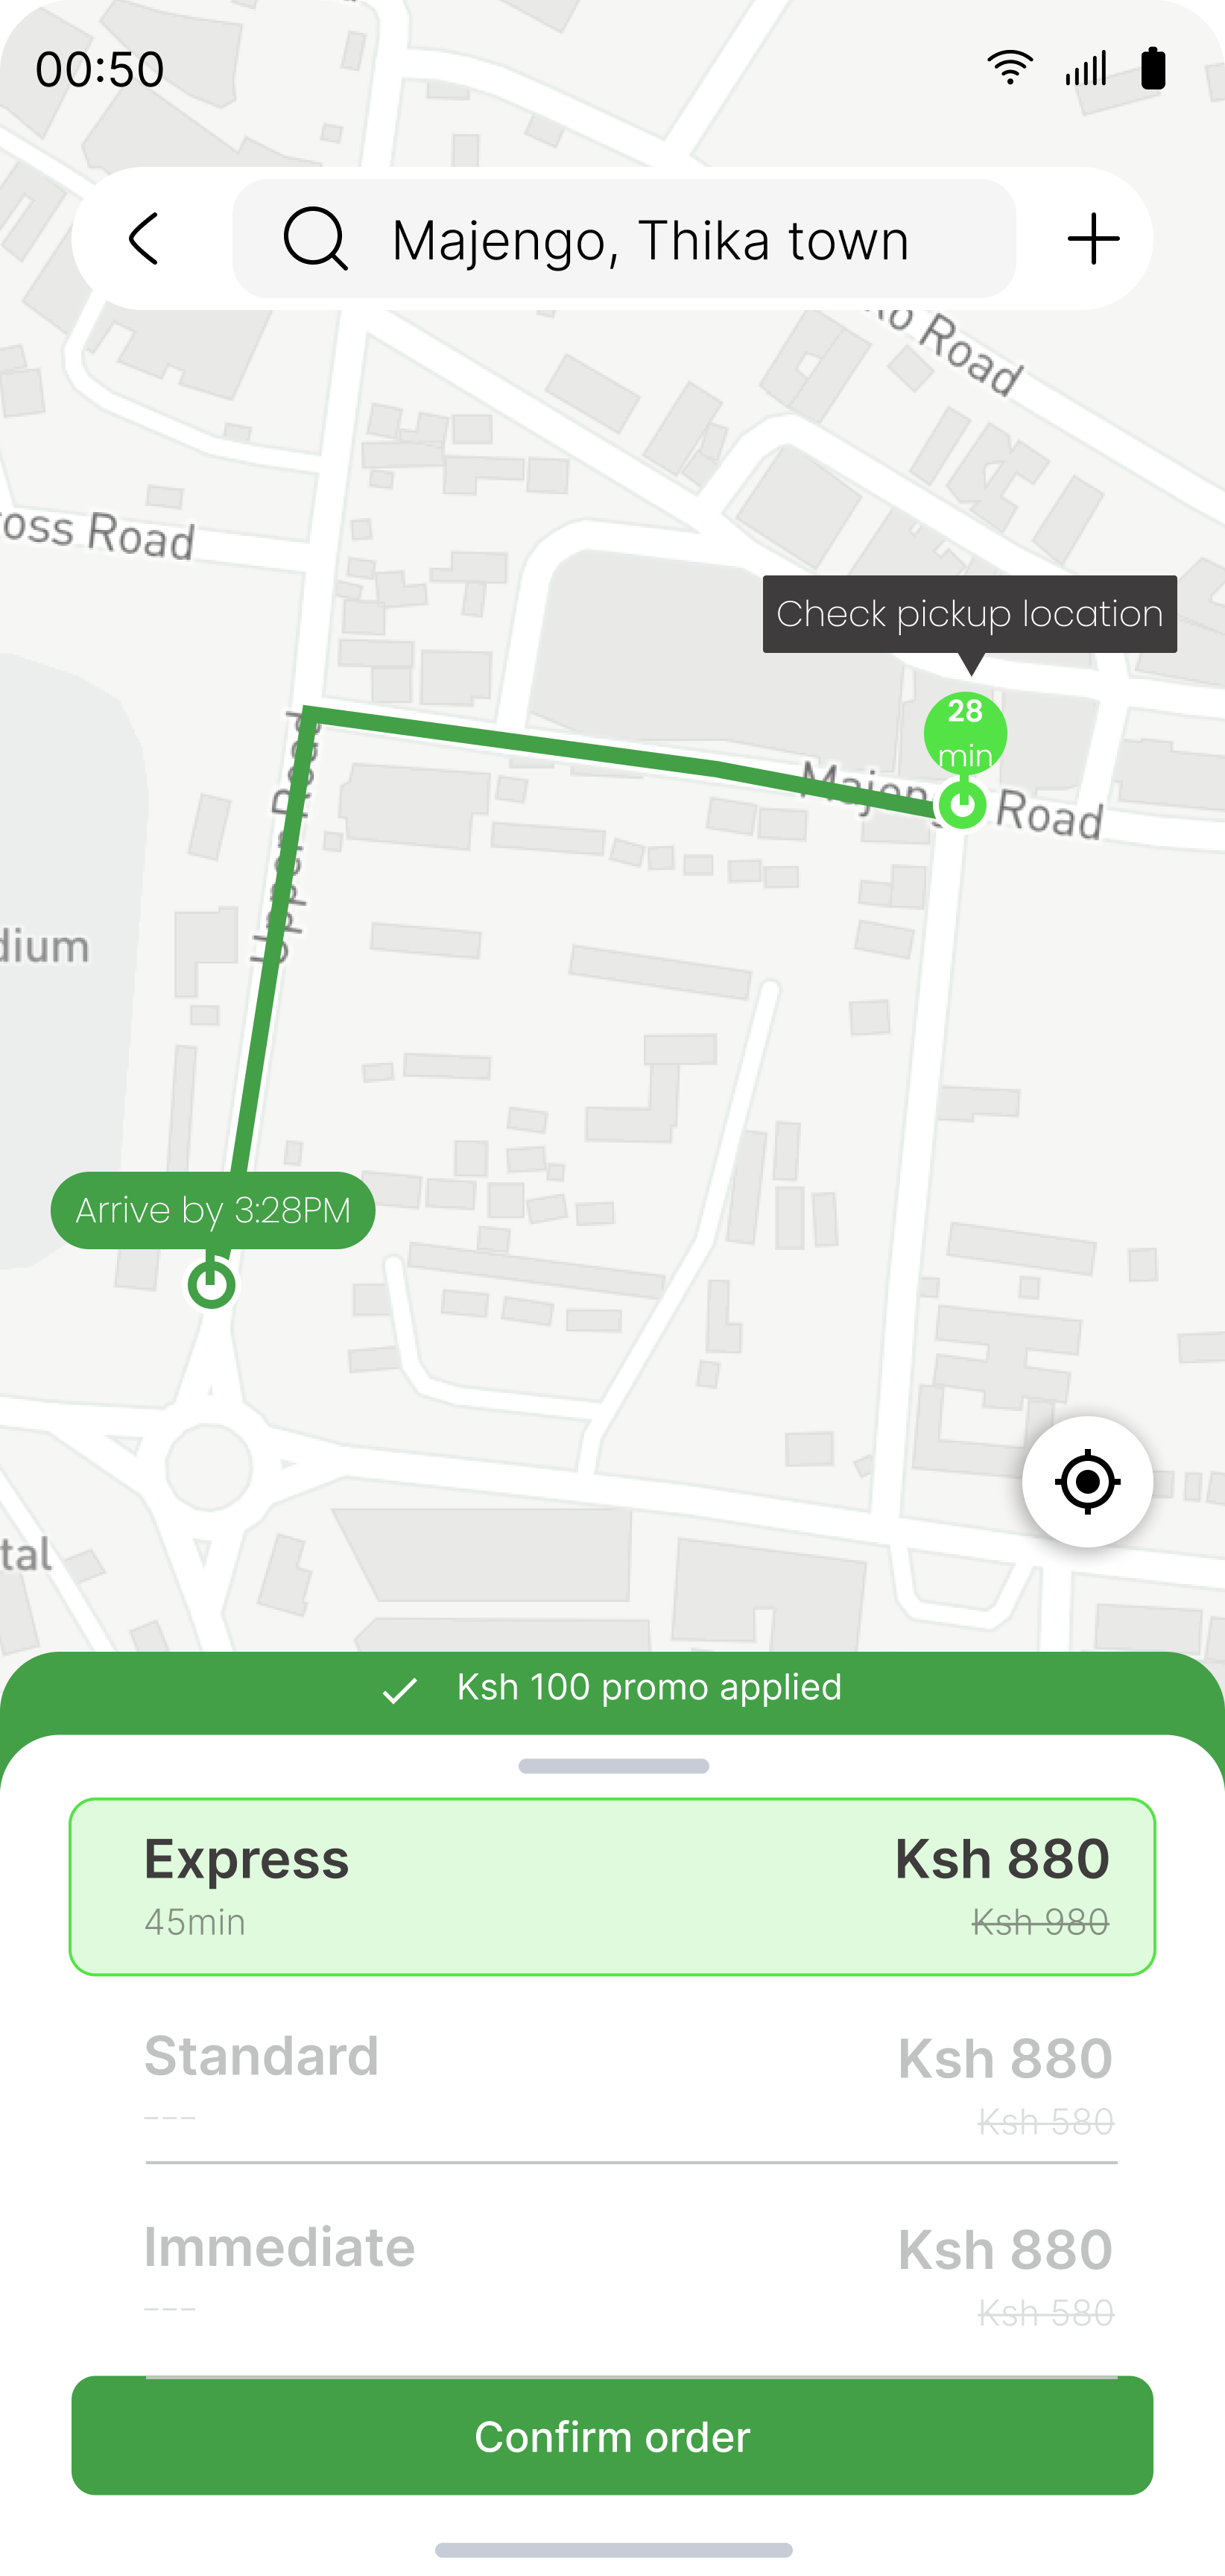 00:50
Majengo, Thika town
Road
Road
Check pickup location
28
min
Road
Upper Road
dium
Arrive by 3:28PM
tal
Ksh 100 promo applied
Express
Ksh 880
45min
Ksh 980
Standard
Ksh 880
---
Ksh 580
Immediate
Ksh 880
---
Ksh 580
Confirm order